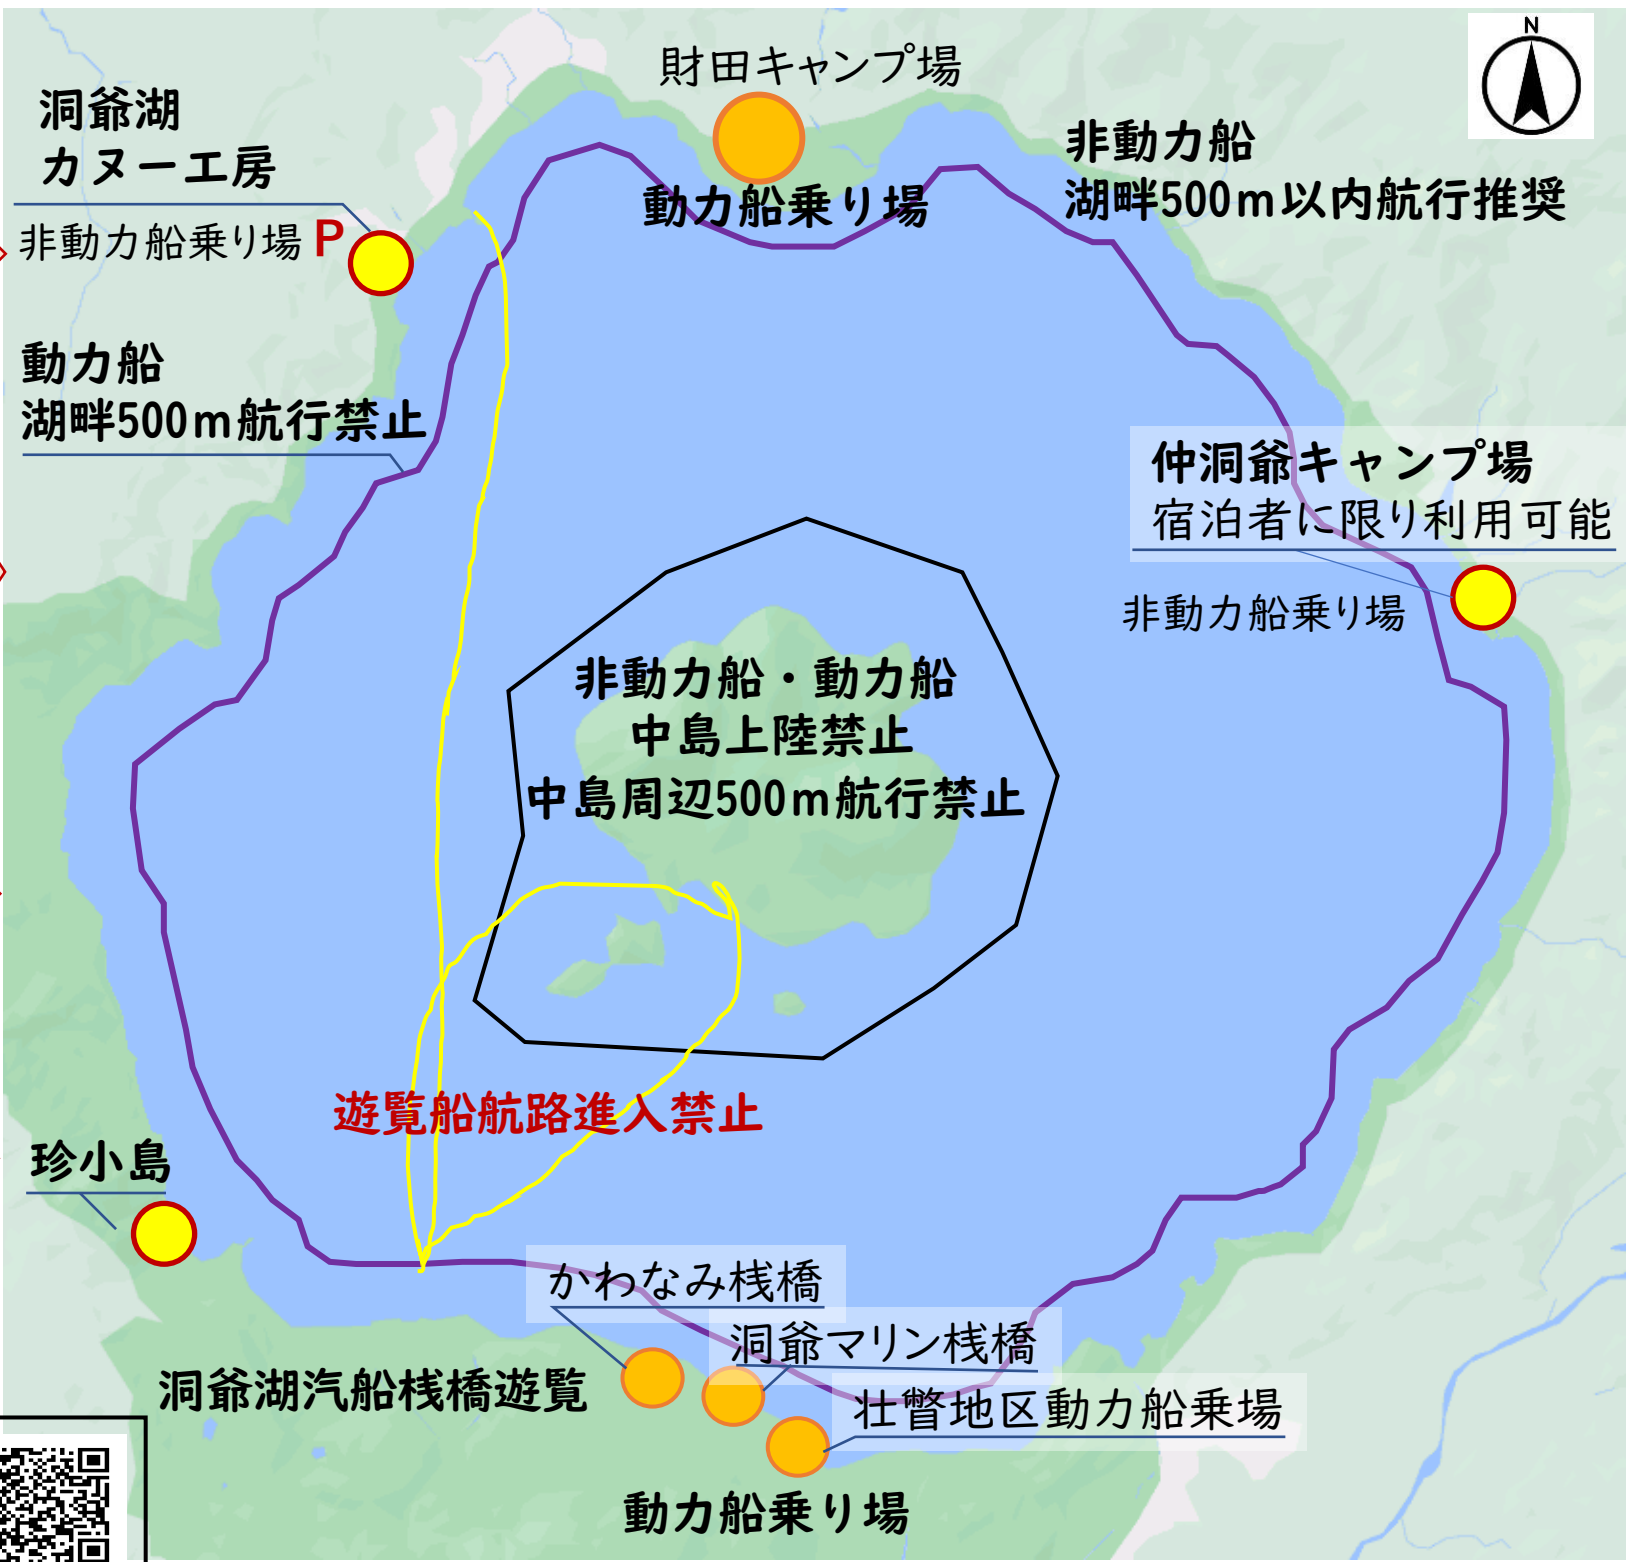 N
財田キャンプ場
洞爺湖
カヌー工房
非動力船乗り場 P
動力船乗り場
非動力船
湖畔500m以内航行推奨
動力船
湖畔500m航行禁止
仲洞爺キャンプ場
宿泊者に限り利用可能
非動力船乗り場
非動力船・動力船
中島上陸禁止
中島周辺500m航行禁止
遊覧船航路進入禁止
珍小島
かわなみ桟橋
洞爺マリン桟橋
洞爺湖汽船桟橋遊覧
壮瞥地区動力船乗場
動力船乗り場